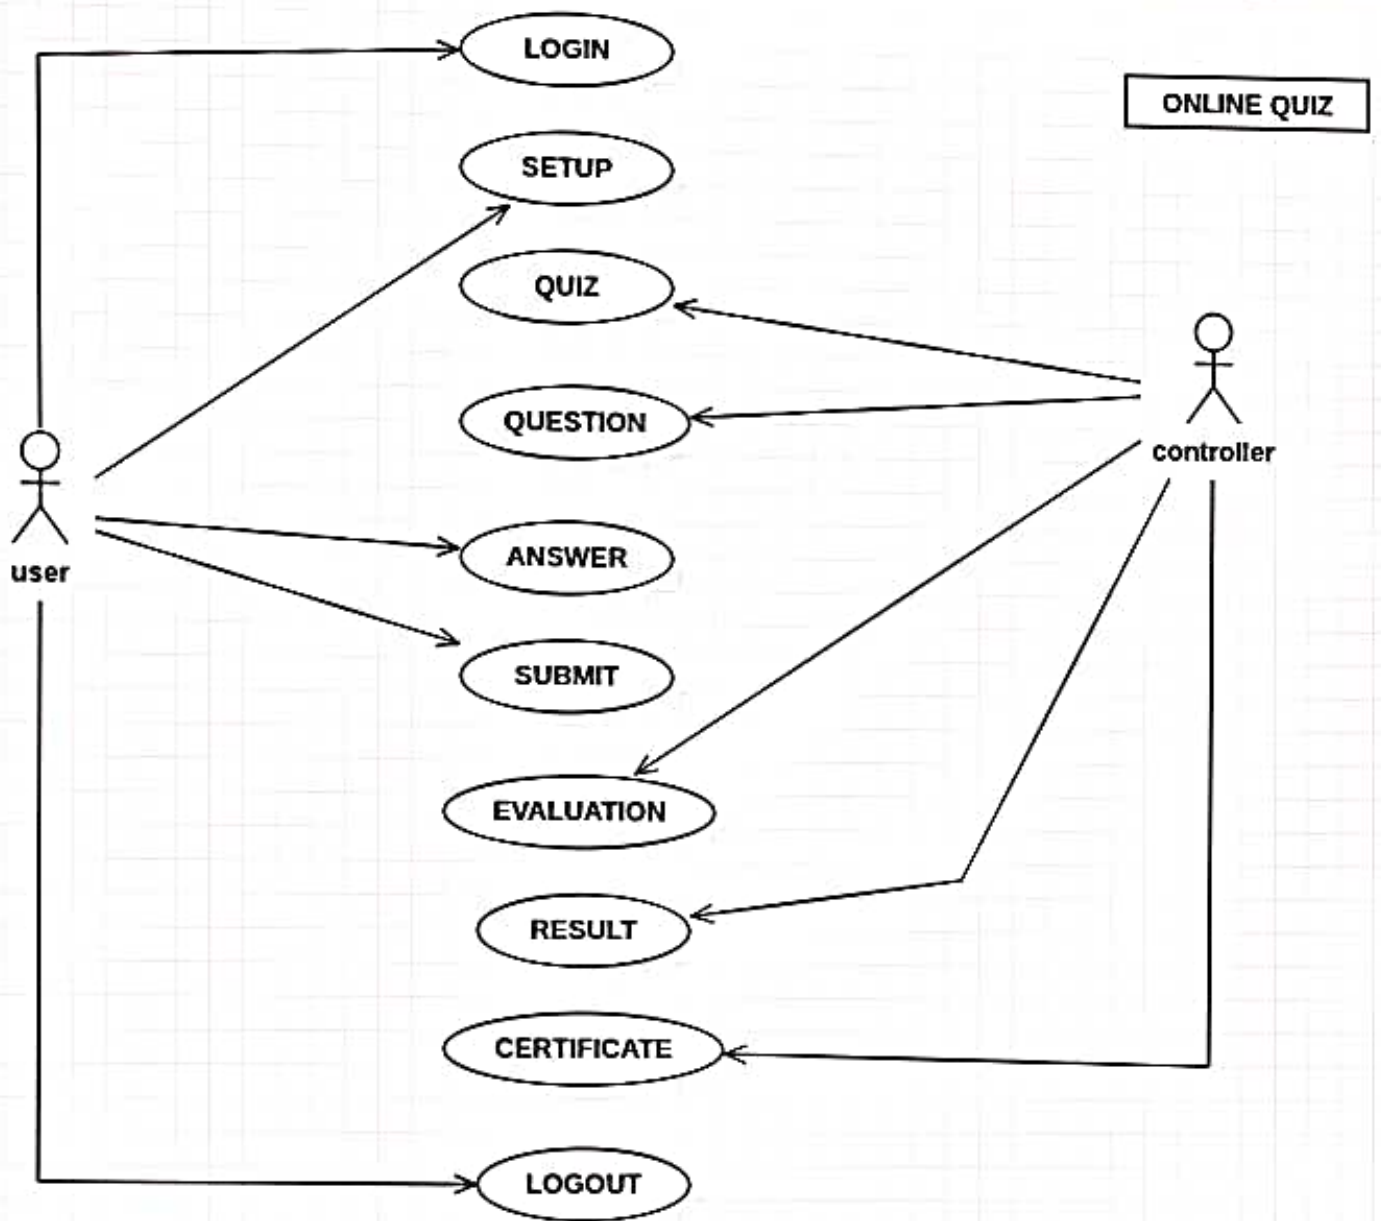 LOGIN
ONLINE QUIZ
SETUP
QUIZ
QUESTION
controller
ANSWER
user
SUBMIT
EVALUATION
RESULT
CERTIFICATE
LOGOUT